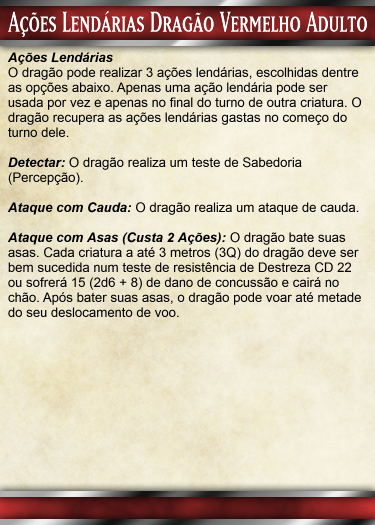 Ações Lendárias Dragão Vermelho Adulto
Ações Lendárias
O dragão pode realizar 3 ações lendárias, escolhidas dentre
as opções abaixo. Apenas uma ação lendária pode ser
usada por vez e apenas no final do turno de outra criatura. O
dragão recupera as ações lendárias gastas no começo do
turno dele.
Detectar: O dragão realiza um teste de Sabedoria
(Percepção).
Ataque com Cauda: O dragão realiza um ataque de cauda.
Ataque com Asas (Custa 2 Ações): O dragão bate suas
asas. Cada criatura a até 3 metros (3Q) do dragão deve ser
bem sucedida num teste de resistência de Destreza CD 22
ou sofrerá 15 (2d6 + 8) de dano de concussão e cairá no
chão. Após bater suas asas, o dragão pode voar até metade
do seu deslocamento de voo.